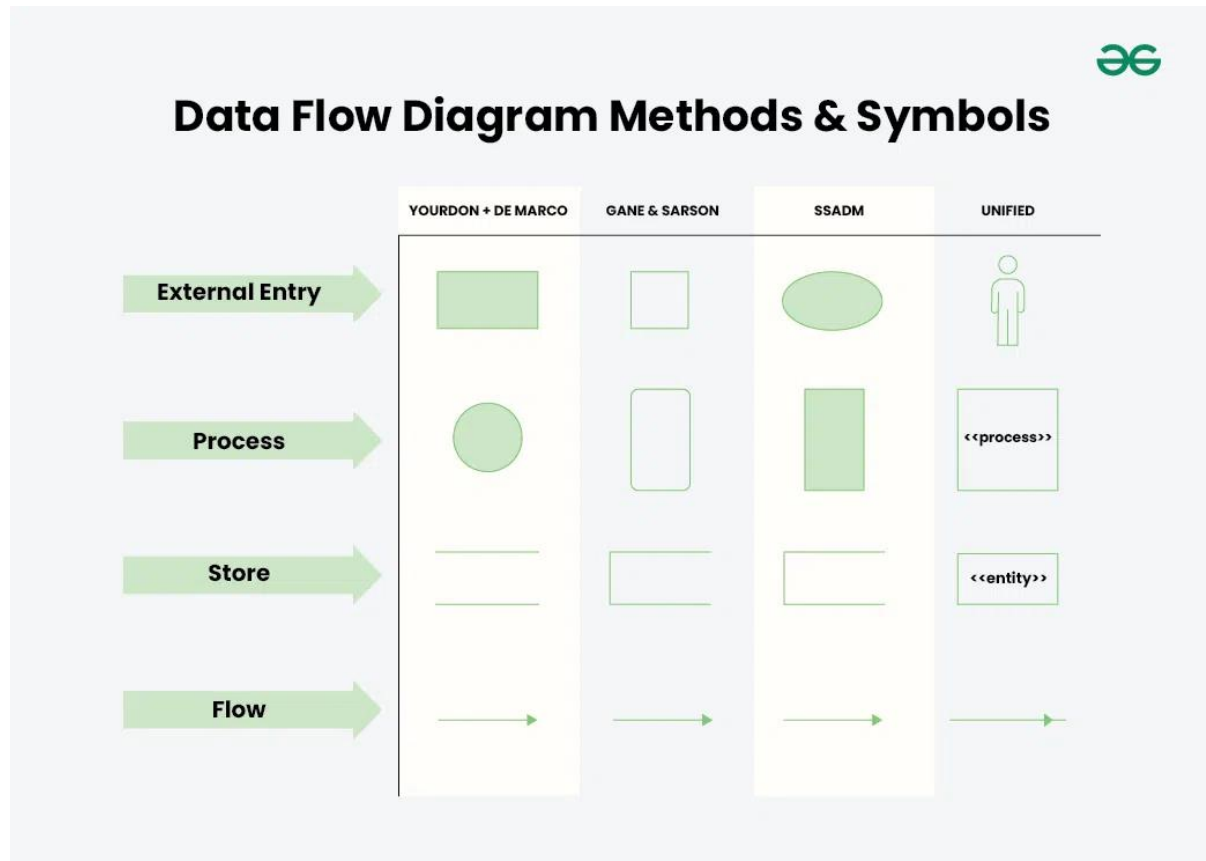 Data Flow Diagram Methods & Symbols
YOURDON + DE MARCO GANE & SARSON SSADM UNIFIED
External Entry
Process
<<process>>
Store
<<entity>>
Flow